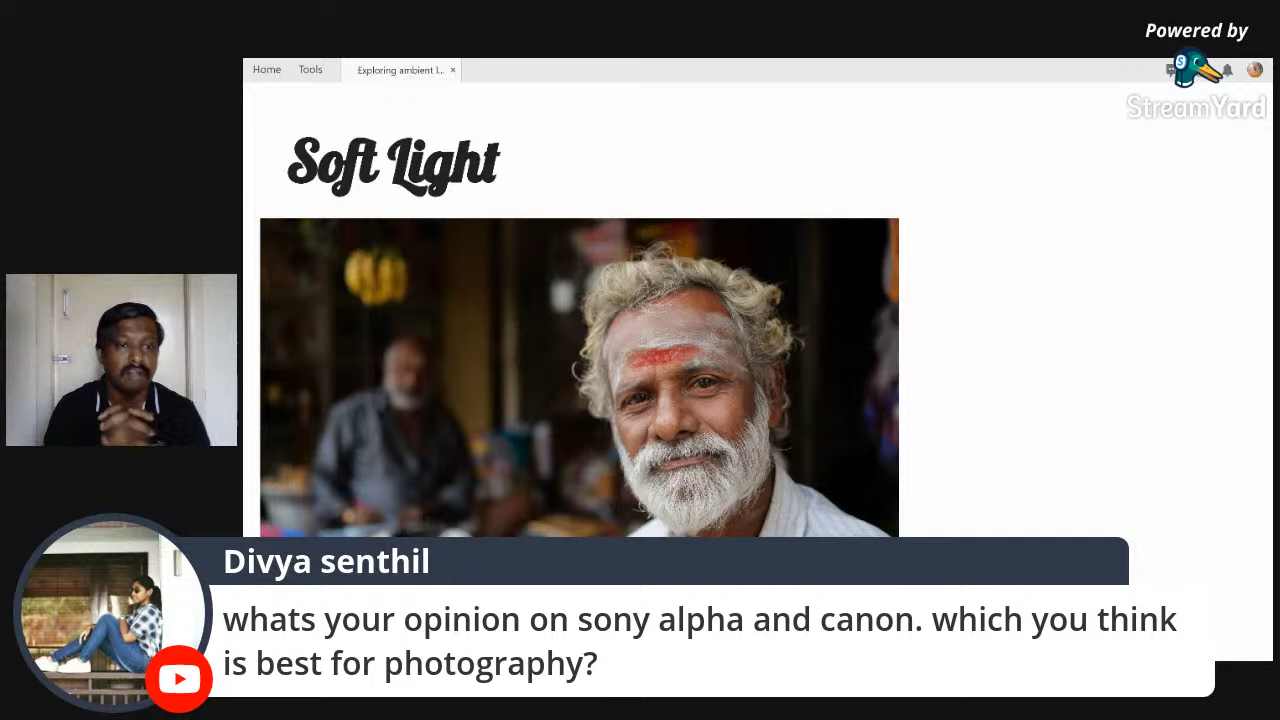 Powered by
StreamYard
Home Tools Exploring ambient l... ×
Soft Light
Divya senthil
whats your opinion on sony alpha and canon. which you think
is best for photography?